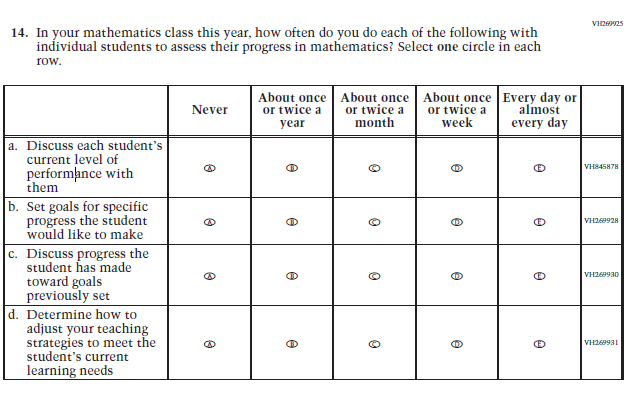 VH269925
14. In your mathematics class this year, how often do you do each of the following with
individual students to assess their progress in mathematics? Select one circle in each
row.
Never
About once
or twice a
year
About once
or twice a
month
About once
or twice a
week
Every day or
almost
every day
a. Discuss each student's
current level of
performance with
them
A B C D E VH845878
b. Set goals for specific
progress the student
would like to make
A B C D E VH269928
c. Discuss progress the
student has made
toward goals
previously set
A B C D E VH269930
d. Determine how to
adjust your teaching
strategies to meet the
student's current
learning needs
A B C D E VH269931